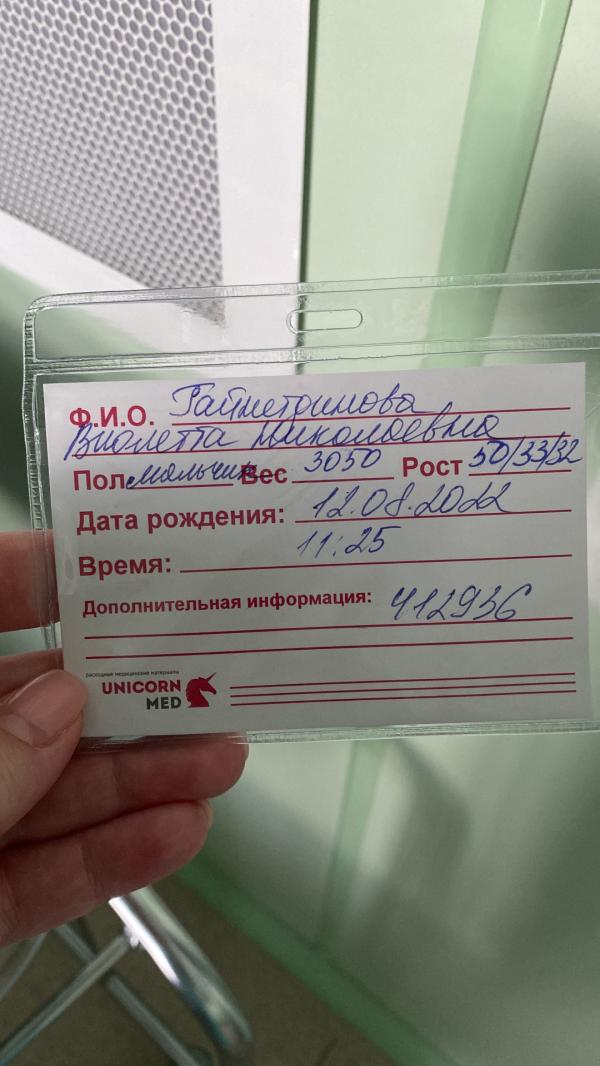 Ф.И.О. Гайнетдинова
Виолетта Николаевна
Пол мальчик Вес 3050 Рост 50/33/32
Дата рождения: 12.08.2022
Время: 11:25
Дополнительная информация: 412936
расходные медицинские материалы
UNICORN
MED